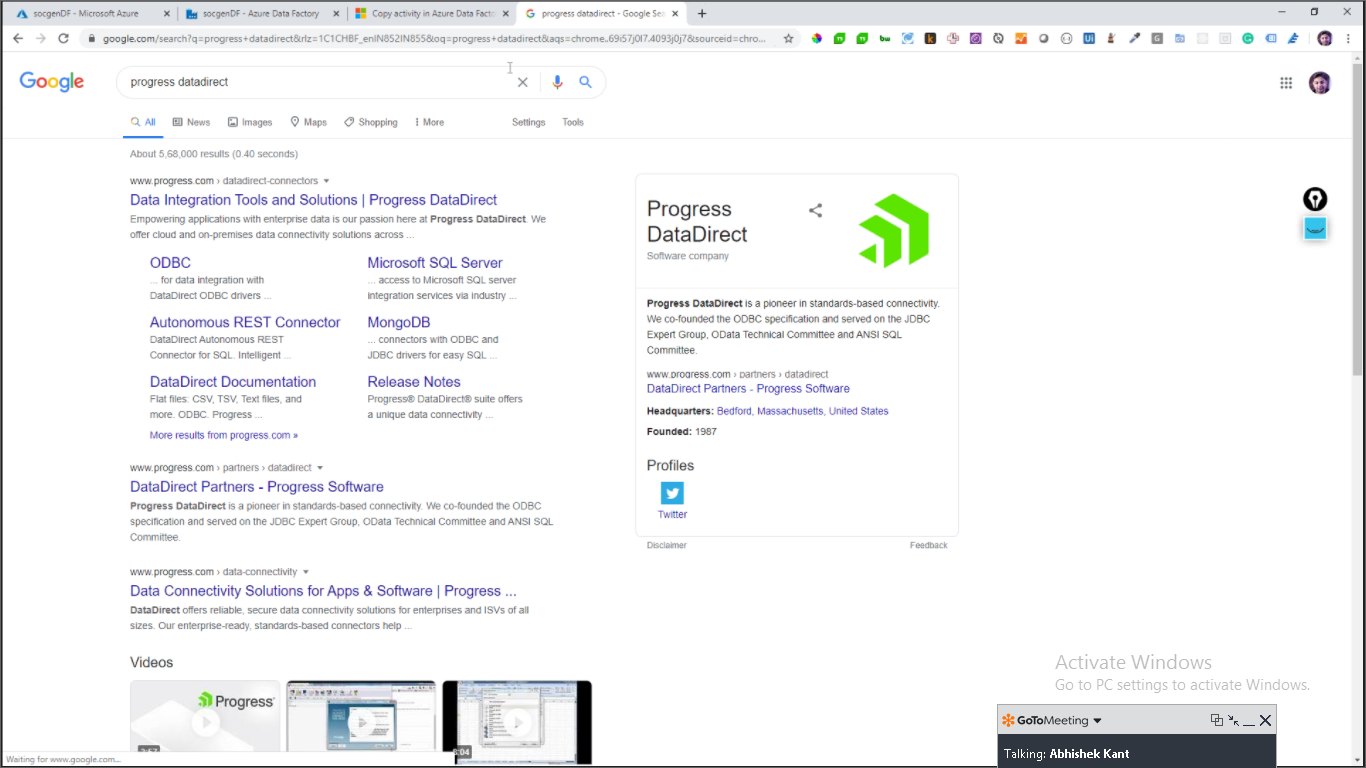 socgenDF - Microsoft Azure
socgenDF - Azure Data Factory
Copy activity in Azure Data Facto
progress datadirect - Google Sea
google.com/search?q=progress+datadirect&rlz=1C1CHBF_enIN852IN855&oq=progress+datadirect&aqs=chrome..69i57j0l7.4093j0j7&sourceid=chro...
Google
progress datadirect
All News Images Maps Shopping More Settings Tools
About 5,68,000 results (0.40 seconds)
www.progress.com › datadirect-connectors
Data Integration Tools and Solutions | Progress DataDirect
Empowering applications with enterprise data is our passion here at Progress DataDirect. We
offer cloud and on-premises data connectivity solutions across ...
ODBC
... for data integration with
DataDirect ODBC drivers ...
Microsoft SQL Server
... access to Microsoft SQL server
integration services via industry ...
Autonomous REST Connector
DataDirect Autonomous REST
Connector for SQL. Intelligent ...
MongoDB
... connectors with ODBC and
JDBC drivers for easy SQL ...
DataDirect Documentation
Flat files: CSV, TSV, Text files, and
more. ODBC. Progress ...
Release Notes
Progress® DataDirect® suite offers
a unique data connectivity ...
More results from progress.com »
www.progress.com › partners › datadirect
DataDirect Partners - Progress Software
Progress DataDirect is a pioneer in standards-based connectivity. We co-founded the ODBC
specification and served on the JDBC Expert Group, OData Technical Committee and ANSI SQL
Committee.
www.progress.com › data-connectivity
Data Connectivity Solutions for Apps & Software | Progress ...
DataDirect offers reliable, secure data connectivity solutions for enterprises and ISVs of all
sizes. Our enterprise-ready, standards-based connectors help ...
Videos
Progress
3:57
8:04
Waiting for www.google.com...
Progress
DataDirect
Software company
Progress DataDirect is a pioneer in standards-based connectivity.
We co-founded the ODBC specification and served on the JDBC
Expert Group, OData Technical Committee and ANSI SQL
Committee.
www.progress.com › partners › datadirect
DataDirect Partners - Progress Software
Headquarters: Bedford, Massachusetts, United States
Founded: 1987
Profiles
Twitter
Disclaimer
Feedback
Activate Windows
Go to PC settings to activate Windows.
GoToMeeting
Talking: Abhishek Kant